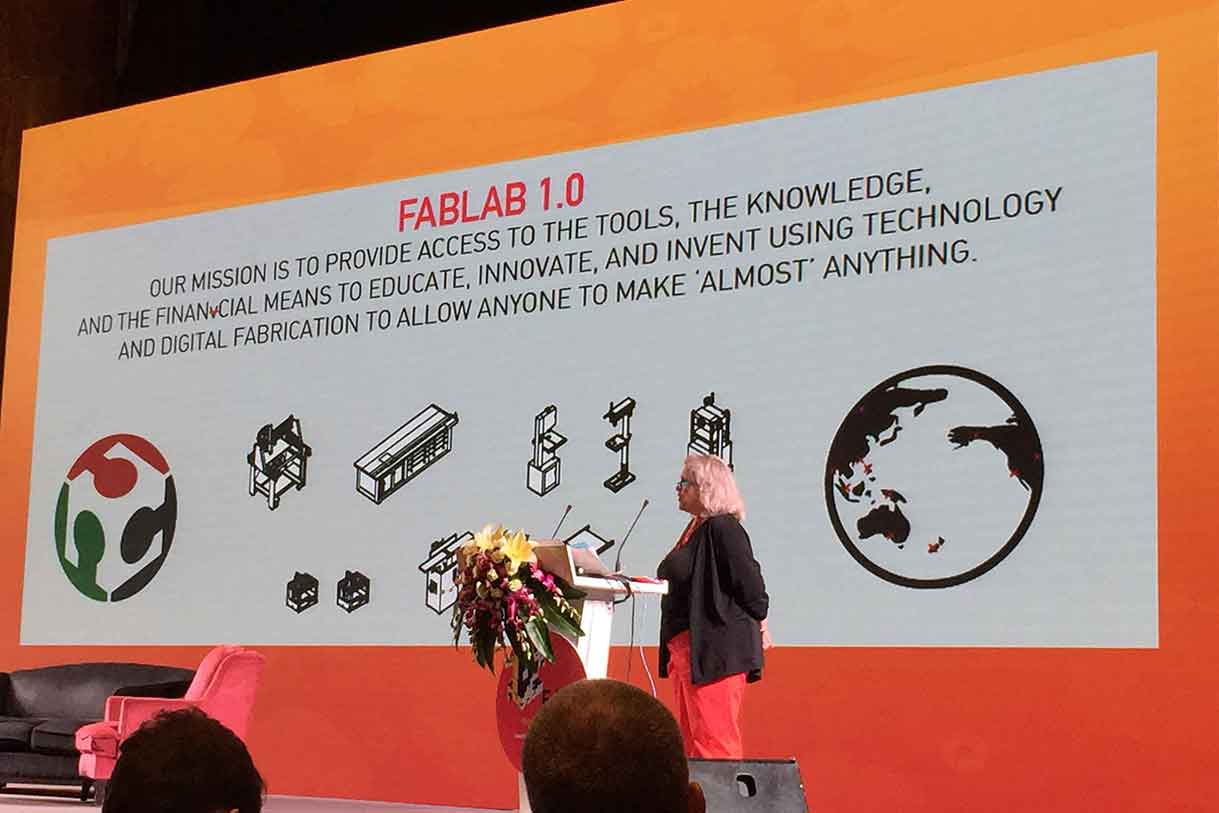 FABLAB 1.0
OUR MISSION IS TO PROVIDE ACCESS TO THE TOOLS, THE KNOWLEDGE,
AND THE FINANCIAL MEANS TO EDUCATE, INNOVATE, AND INVENT USING TECHNOLOGY
AND DIGITAL FABRICATION TO ALLOW ANYONE TO MAKE 'ALMOST' ANYTHING.